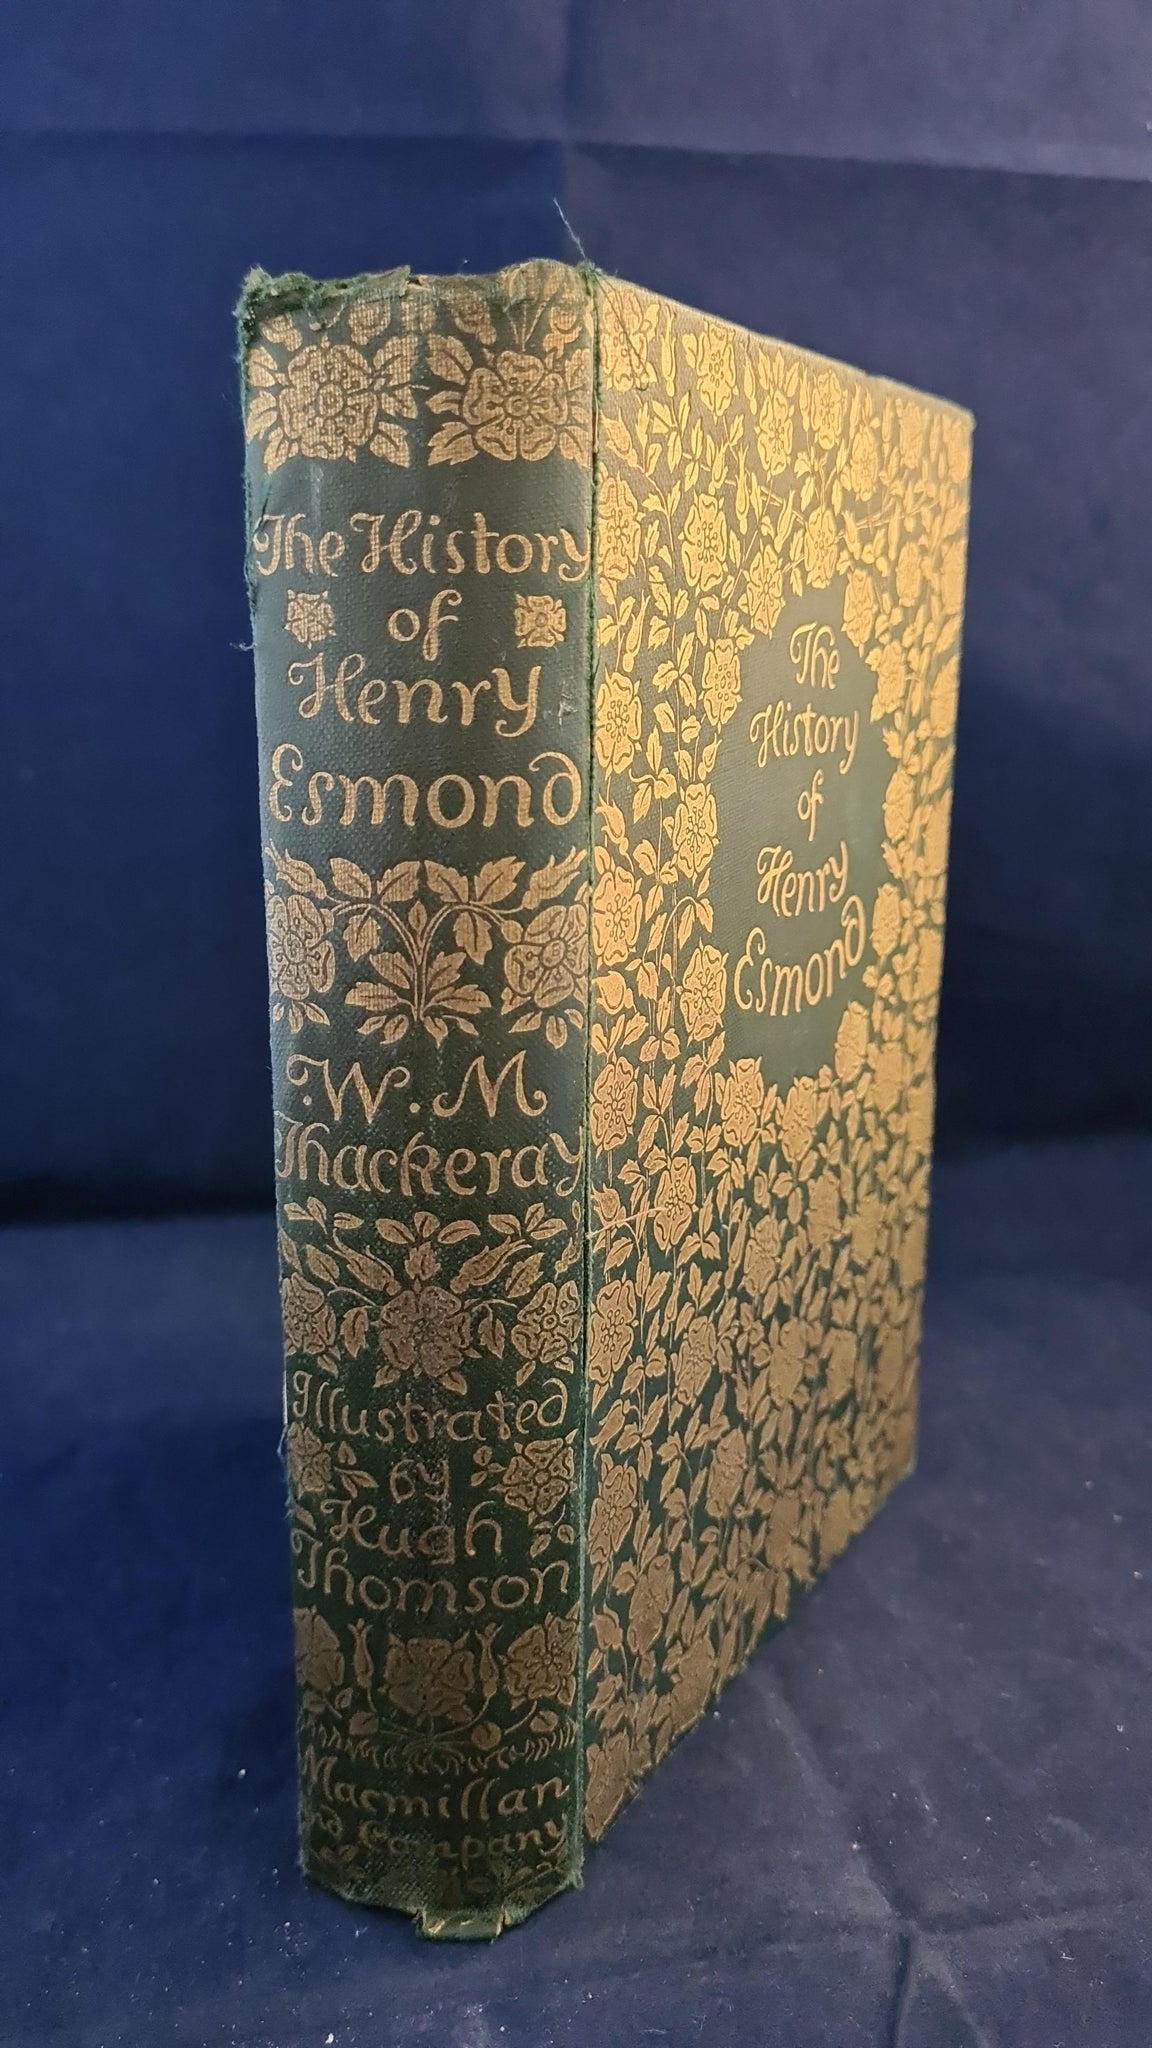 The History
of
Henry
Esmond
W. M
Thackeray
Illustrated
by
Hugh
Thomson
Macmillan
and Company
The
History
of
Henry
Esmond